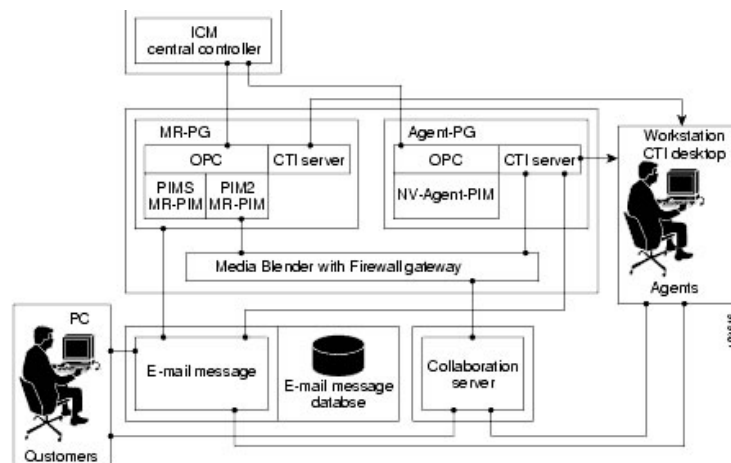 ICM
central controller
MR-PG
OPC
CTI server
PIMS
MR-PIM
PIM2
MR-PIM
Agent-PG
OPC
CTI server
NV-Agent-PIM
Workstation
CTI desktop
Agents
Media Blender with Firewall gateway
PC
Customers
E-mail message
E-mail message
databse
Collaboration
server